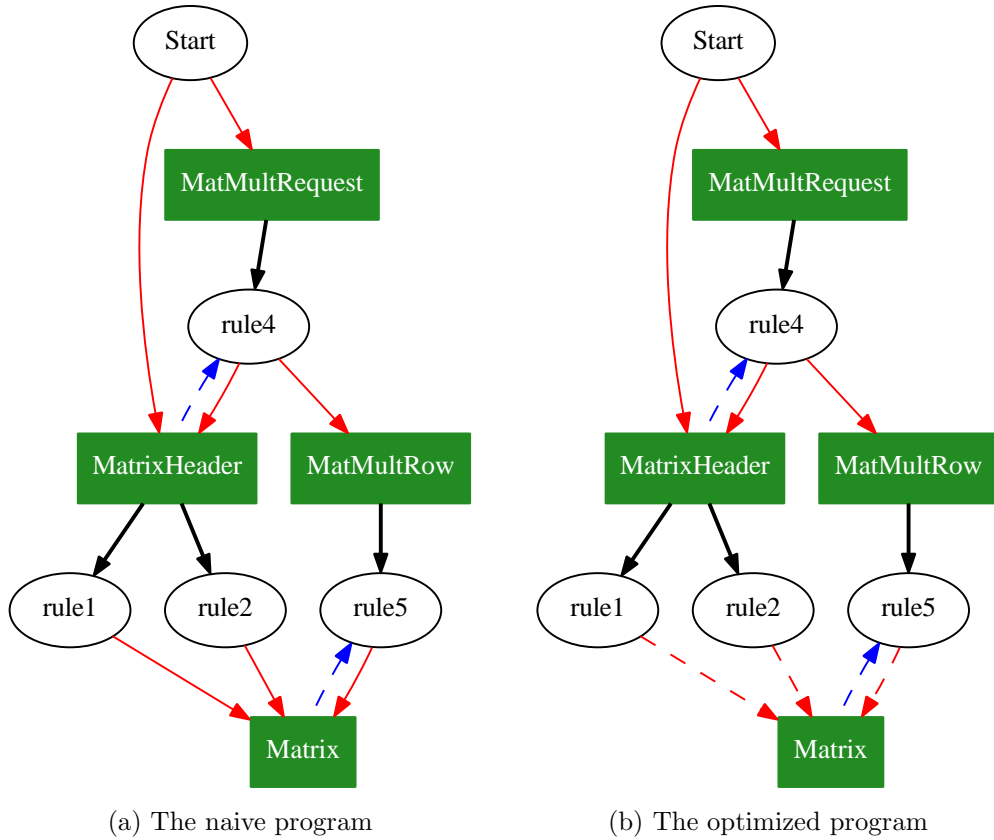 Start
MatMultRequest
rule4
MatrixHeader
MatMultRow
rule1
rule2
rule5
Matrix
(a) The naive program
Start
MatMultRequest
rule4
MatrixHeader
MatMultRow
rule1
rule2
rule5
Matrix
(b) The optimized program